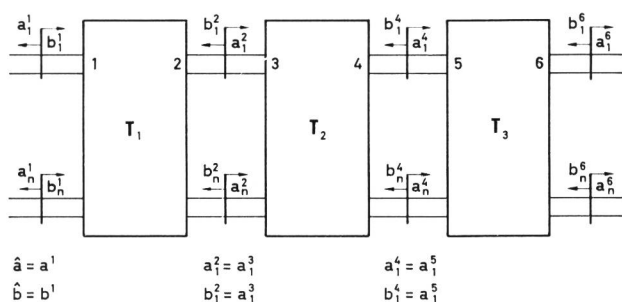 a₁¹ b₁¹ b₁² a₁² b₁⁴ a₁⁴ b₁⁶ a₁⁶
1 2 3 4 5 6
T₁ T₂ T₃
aₙ¹ bₙ¹ bₙ² aₙ² bₙ⁴ aₙ⁴ bₙ⁶ aₙ⁶
â = a¹ a₁² = a₁³ a₁⁴ = a₁⁵
b̂ = b¹ b₁² = a₁³ b₁⁴ = a₁⁵